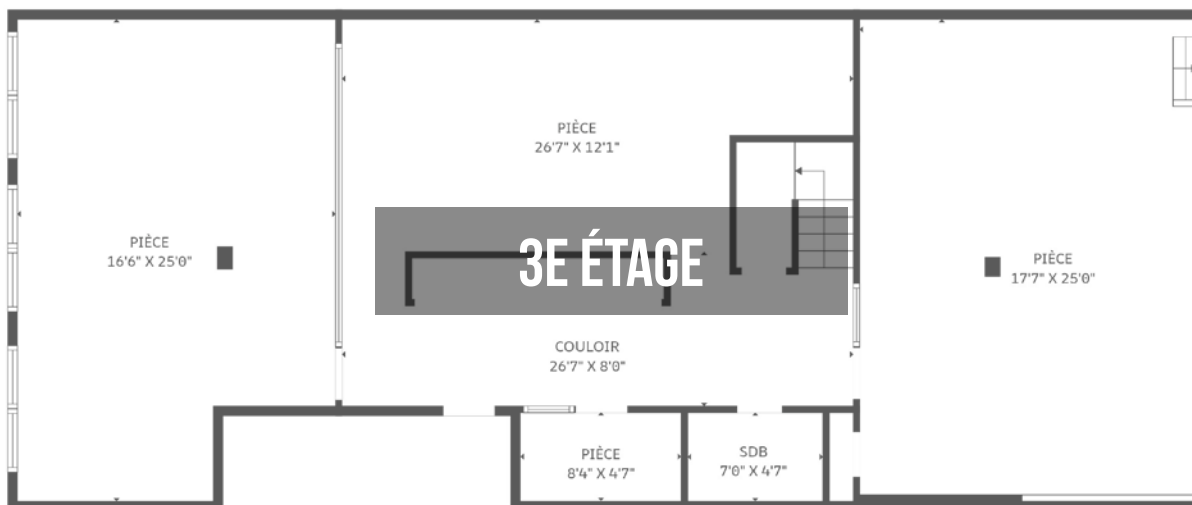 PIÈCE
26'7" X 12'1"
PIÈCE
16'6" X 25'0"
3E ÉTAGE
PIÈCE
17'7" X 25'0"
COULOIR
26'7" X 8'0"
PIÈCE
8'4" X 4'7"
SDB
7'0" X 4'7"